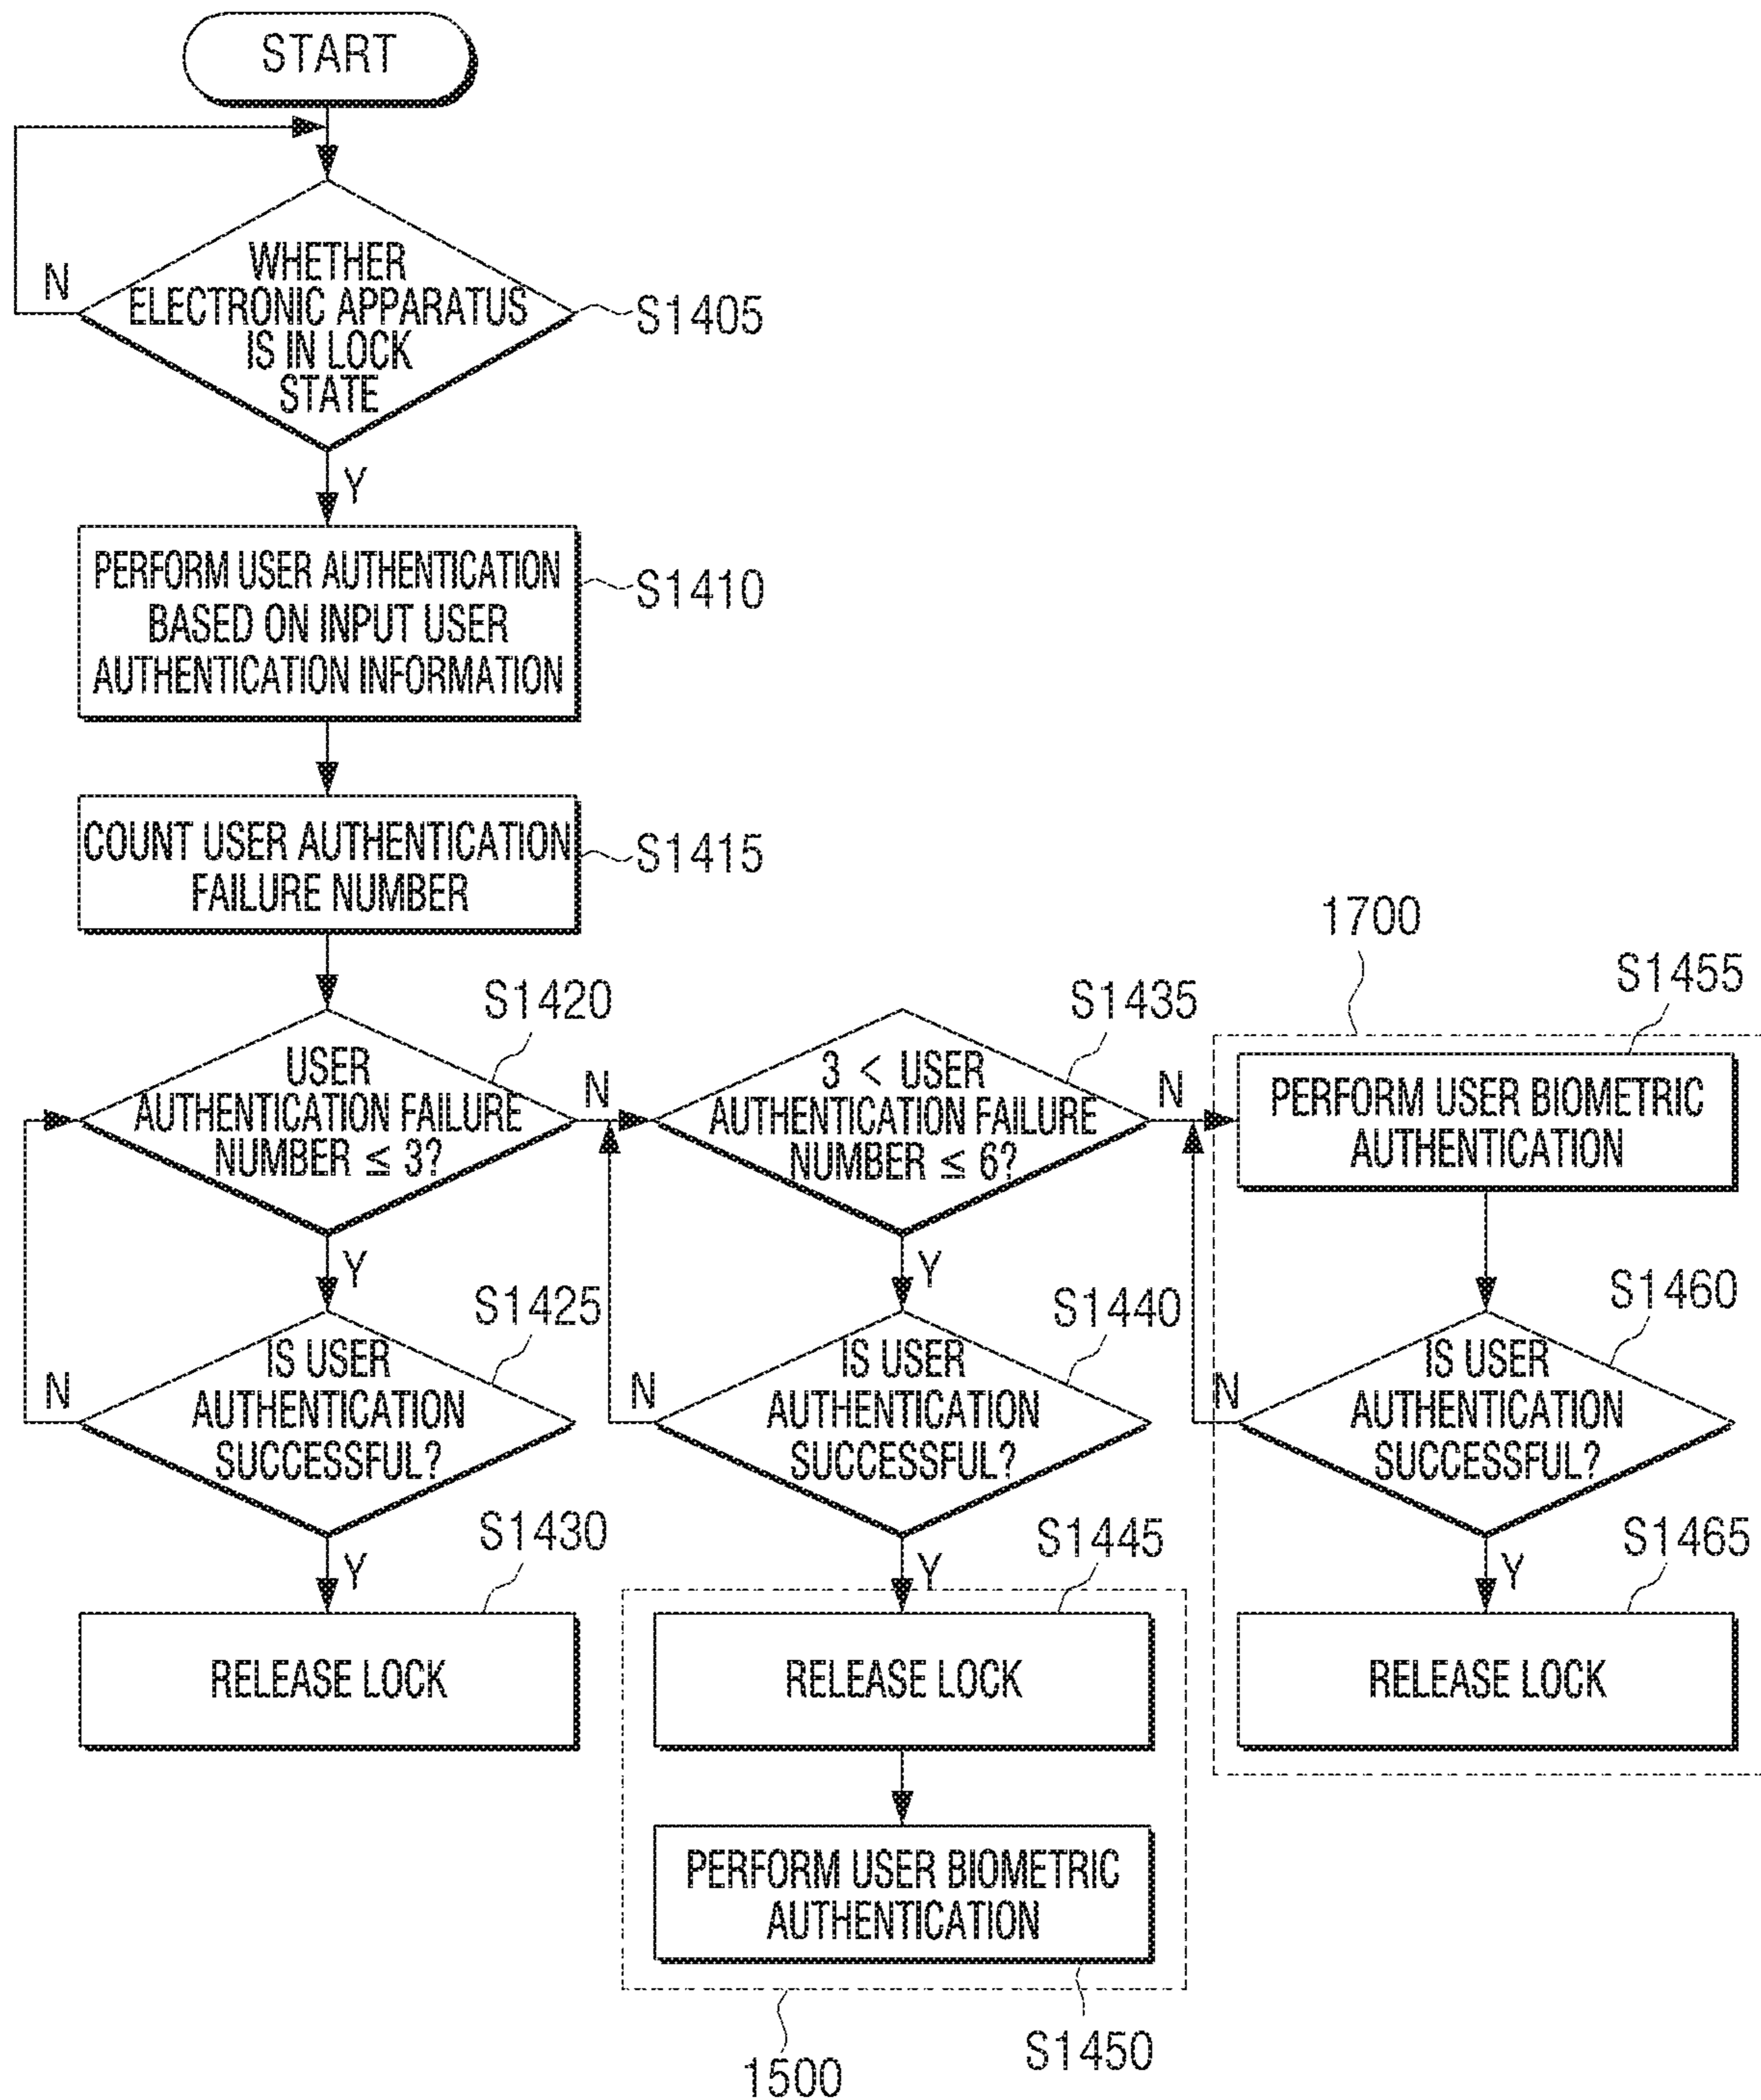 START
WHETHER
ELECTRONIC APPARATUS
IS IN LOCK
STATE
N
S1405
Y
PERFORM USER AUTHENTICATION
BASED ON INPUT USER
AUTHENTICATION INFORMATION
S1410
COUNT USER AUTHENTICATION
FAILURE NUMBER
S1415
S1420
USER
AUTHENTICATION FAILURE
NUMBER ≤ 3?
N
Y
S1425
IS USER
AUTHENTICATION
SUCCESSFUL?
N
Y
S1430
RELEASE LOCK
S1435
3 < USER
AUTHENTICATION FAILURE
NUMBER ≤ 6?
N
Y
S1440
IS USER
AUTHENTICATION
SUCCESSFUL?
N
Y
S1445
RELEASE LOCK
PERFORM USER BIOMETRIC
AUTHENTICATION
S1450
1500
1700
S1455
PERFORM USER BIOMETRIC
AUTHENTICATION
S1460
IS USER
AUTHENTICATION
SUCCESSFUL?
N
Y
S1465
RELEASE LOCK